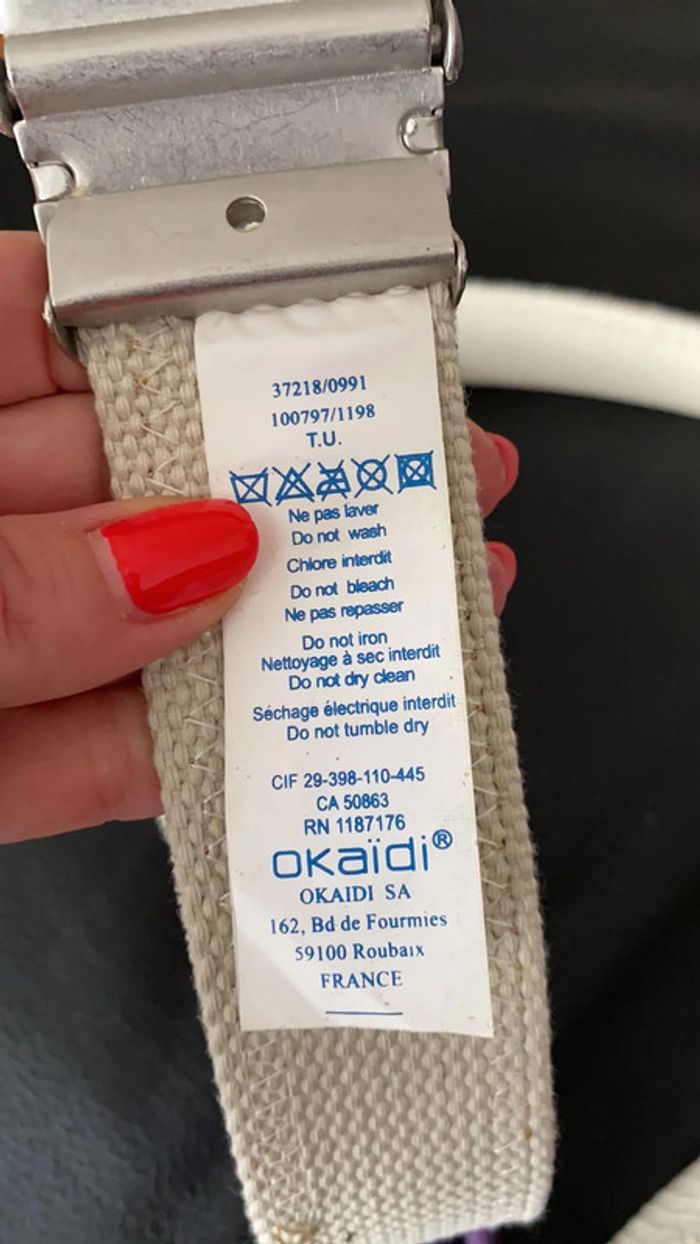 37218/0991
100797/1198
T.U.
Ne pas laver
Do not wash
Chlore interdit
Do not bleach
Ne pas repasser
Do not iron
Nettoyage à sec interdit
Do not dry clean
Séchage électrique interdit
Do not tumble dry
CIF 29-398-110-445
CA 50863
RN 1187176
okaïdi®
OKAIDI SA
162, Bd de Fourmies
59100 Roubaix
FRANCE